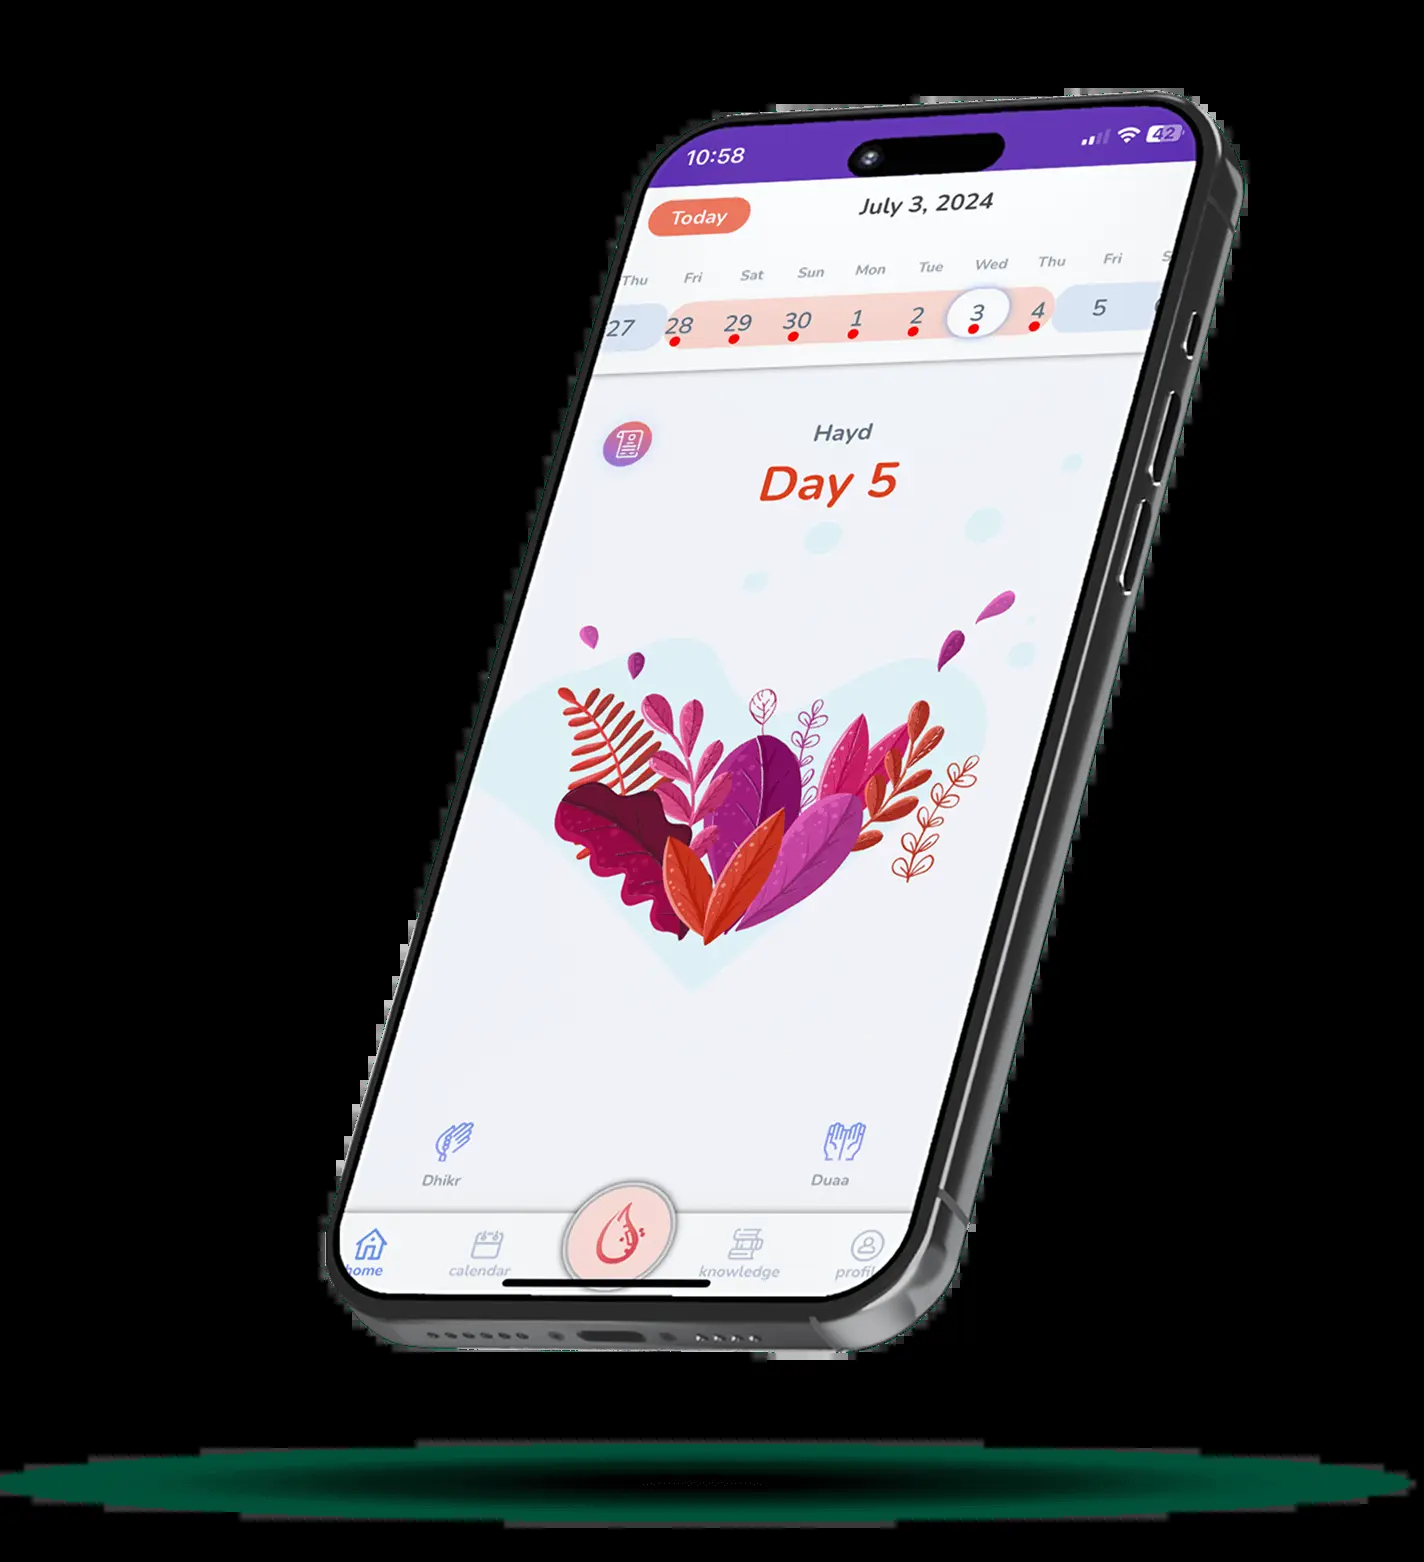 10:58
42
Today
July 3, 2024
Thu Fri Sat Sun Mon Tue Wed Thu Fri S
27 28 29 30 1 2 3 4 5
Hayd
Day 5
Dhikr Duaa
home calendar knowledge profil